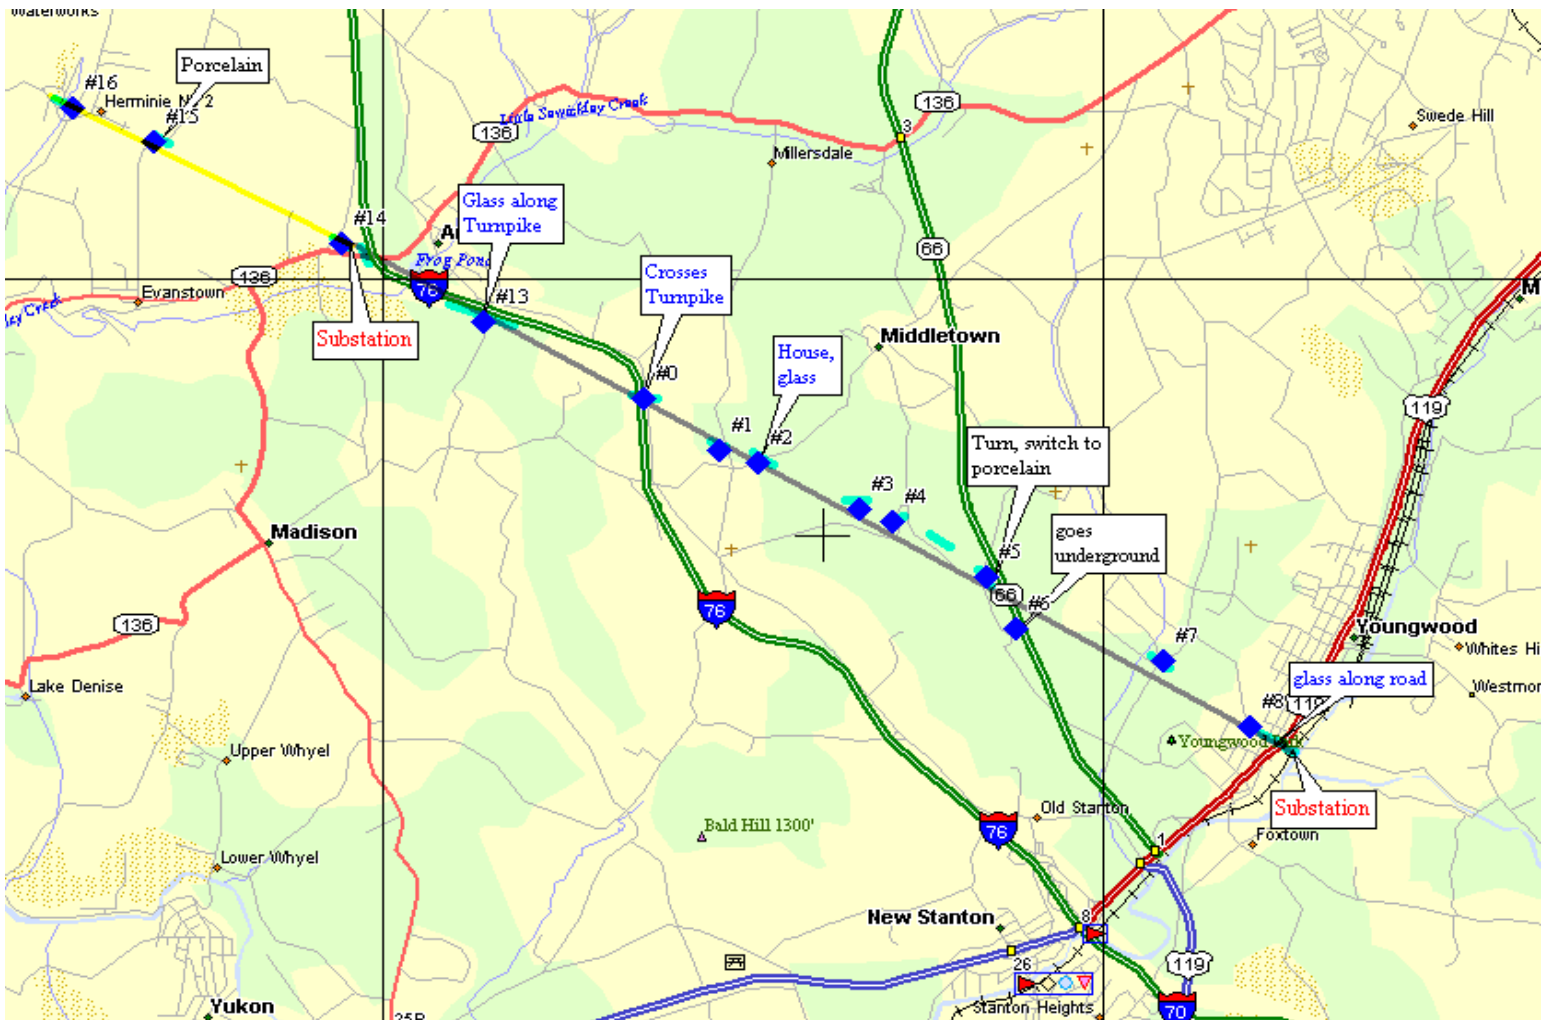 Waterworks
#16
Herminie No 2
#15
Porcelain
136
Little Sewickley Creek
136
3
Millersdale
Swede Hill
#14
Glass along
Turnpike
Frog Pond
66
136
Evanstown
76
#13
Crosses
Turnpike
Substation
#0
House,
glass
Middletown
119
#1
#2
Turn, switch to
porcelain
#3
#4
goes
underground
Madison
#5
66
#6
76
136
#7
Youngwood
Whites
Lake Denise
glass along road
#8
119
Upper Whyel
Youngwood
Bald Hill 1300'
Old Stanton
Substation
76
1
Foxtown
Lower Whyel
New Stanton
8
26
119
Stanton Heights
Yukon
70